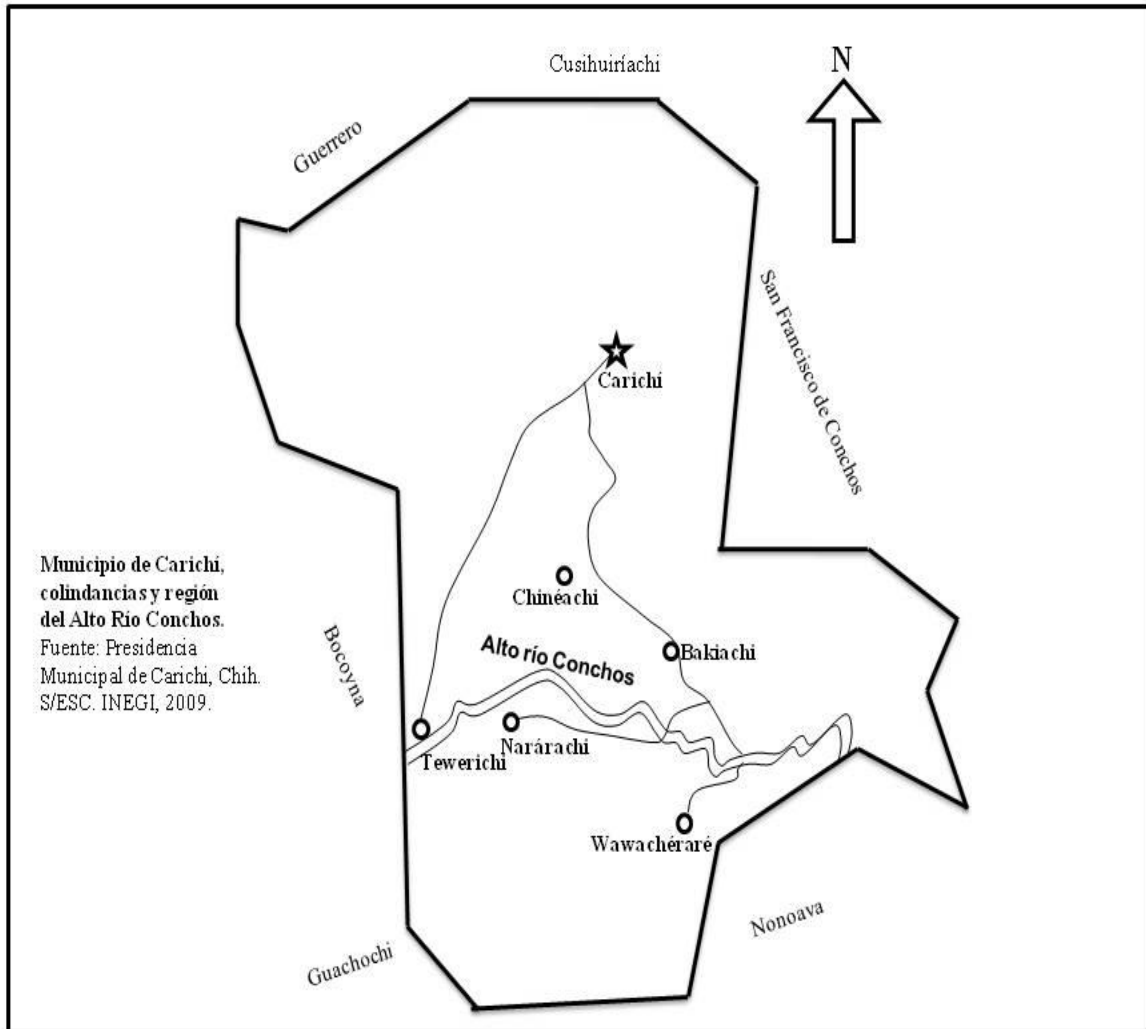 Cusihuiríachi
N
Guerrero
San Francisco de Conchos
Carichí
Municipio de Carichí,
colindancias y región
del Alto Río Conchos.
Fuente: Presidencia
Municipal de Carichi, Chih.
S/ESC. INEGI, 2009.
Chinéachi
Bocoyna
Alto río Conchos
Bakiachi
Tewerichi
Narárachi
Wawachéraré
Nonoava
Guachochi